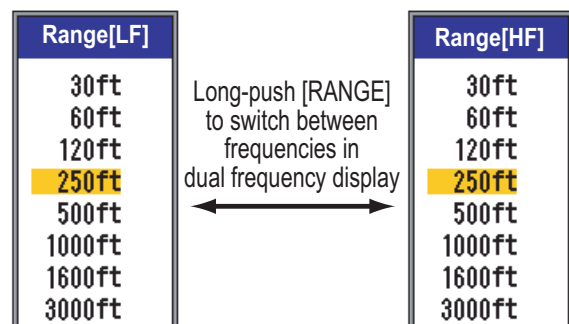 Range[LF]
30ft
60ft
120ft
250ft
500ft
1000ft
1600ft
3000ft
Long-push [RANGE]
to switch between
frequencies in
dual frequency display
Range[HF]
30ft
60ft
120ft
250ft
500ft
1000ft
1600ft
3000ft